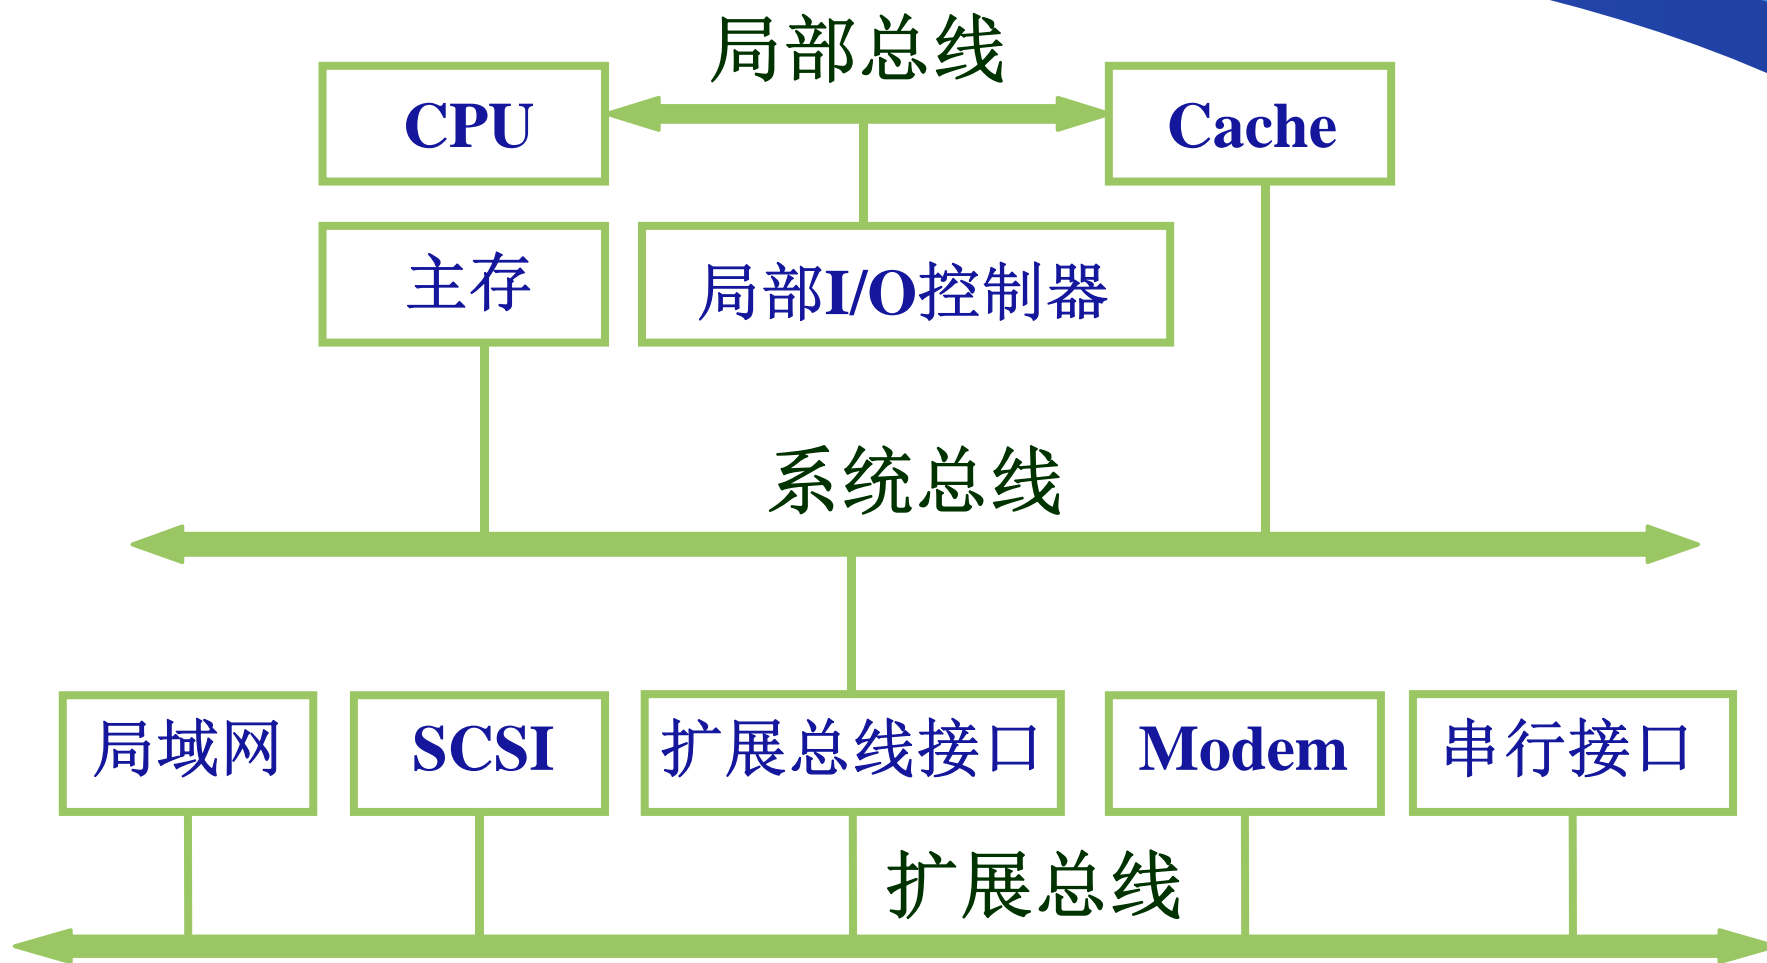 局部总线
CPU
Cache
主存
局部I/O控制器
系统总线
局域网
SCSI
扩展总线接口
Modem
串行接口
扩展总线